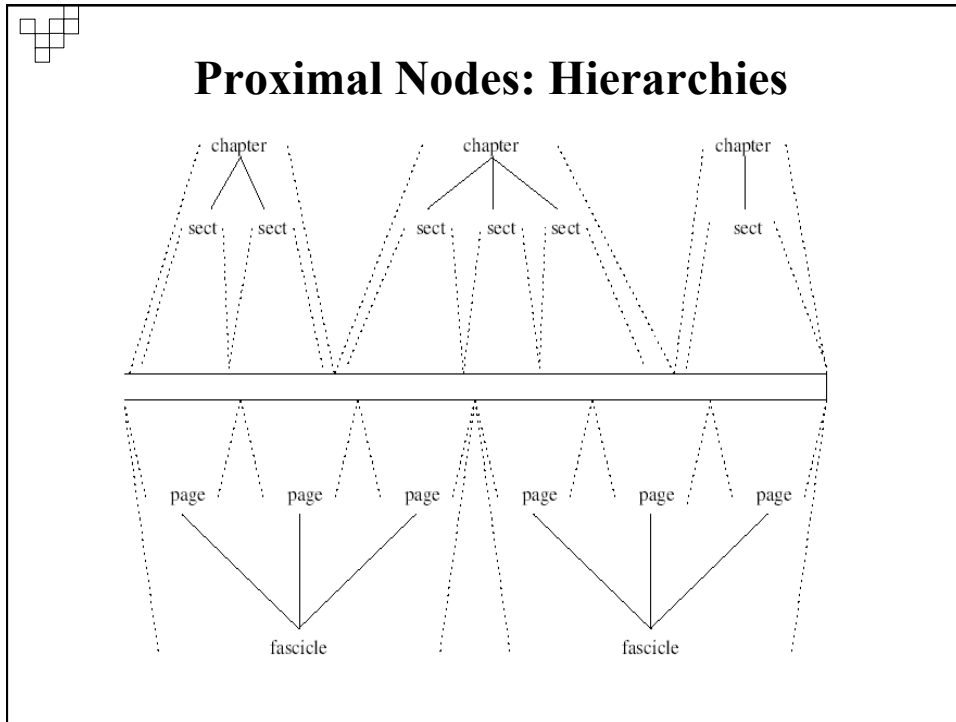 Proximal Nodes: Hierarchies
chapter chapter chapter
sect sect sect sect sect sect
page page page page page page
fascicle fascicle